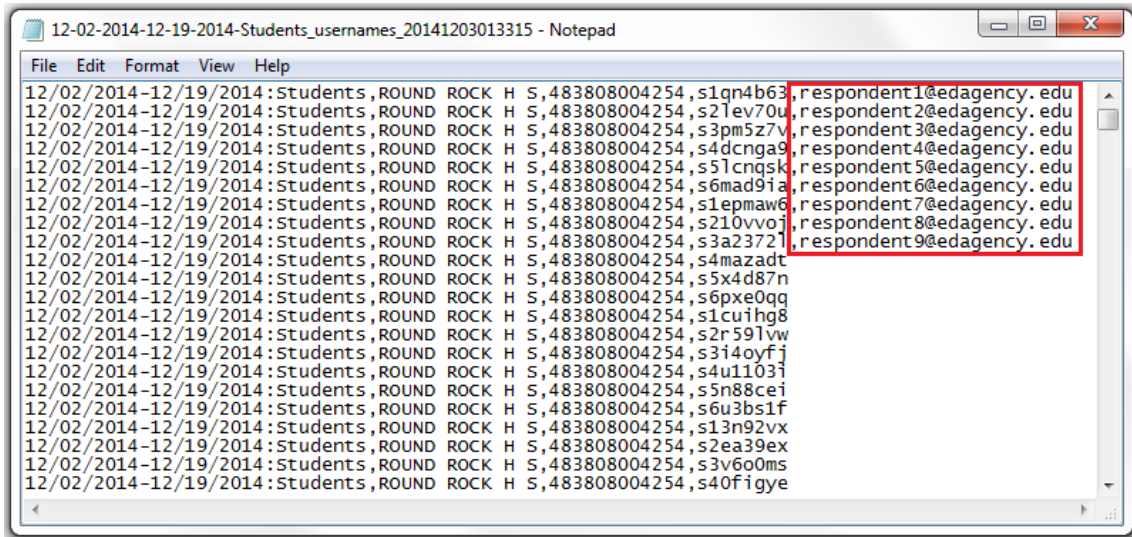 12-02-2014-12-19-2014-Students_usernames_20141203013315 - Notepad
File Edit Format View Help
12/02/2014-12/19/2014:Students,ROUND ROCK H S,483808004254,s1qn4b63,respondent1@edagency.edu
12/02/2014-12/19/2014:Students,ROUND ROCK H S,483808004254,s2lev70u,respondent2@edagency.edu
12/02/2014-12/19/2014:Students,ROUND ROCK H S,483808004254,s3pm5z7v,respondent3@edagency.edu
12/02/2014-12/19/2014:Students,ROUND ROCK H S,483808004254,s4dcnga9,respondent4@edagency.edu
12/02/2014-12/19/2014:Students,ROUND ROCK H S,483808004254,s5lcnqsk,respondent5@edagency.edu
12/02/2014-12/19/2014:Students,ROUND ROCK H S,483808004254,s6mad9ia,respondent6@edagency.edu
12/02/2014-12/19/2014:Students,ROUND ROCK H S,483808004254,s1epmaw6,respondent7@edagency.edu
12/02/2014-12/19/2014:Students,ROUND ROCK H S,483808004254,s210vvoj,respondent8@edagency.edu
12/02/2014-12/19/2014:Students,ROUND ROCK H S,483808004254,s3a2372l,respondent9@edagency.edu
12/02/2014-12/19/2014:Students,ROUND ROCK H S,483808004254,s4mazadt
12/02/2014-12/19/2014:Students,ROUND ROCK H S,483808004254,s5x4d87n
12/02/2014-12/19/2014:Students,ROUND ROCK H S,483808004254,s6pxe0qq
12/02/2014-12/19/2014:Students,ROUND ROCK H S,483808004254,s1cuihg8
12/02/2014-12/19/2014:Students,ROUND ROCK H S,483808004254,s2r59lvw
12/02/2014-12/19/2014:Students,ROUND ROCK H S,483808004254,s3i4oyfj
12/02/2014-12/19/2014:Students,ROUND ROCK H S,483808004254,s4u1103i
12/02/2014-12/19/2014:Students,ROUND ROCK H S,483808004254,s5n88cei
12/02/2014-12/19/2014:Students,ROUND ROCK H S,483808004254,s6u3bs1f
12/02/2014-12/19/2014:Students,ROUND ROCK H S,483808004254,s13n92vx
12/02/2014-12/19/2014:Students,ROUND ROCK H S,483808004254,s2ea39ex
12/02/2014-12/19/2014:Students,ROUND ROCK H S,483808004254,s3v6o0ms
12/02/2014-12/19/2014:Students,ROUND ROCK H S,483808004254,s40figye